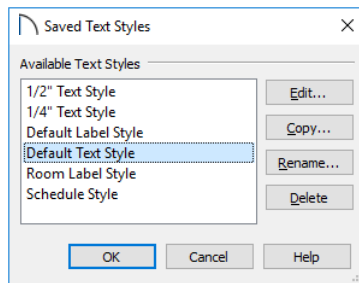 Saved Text Styles
Available Text Styles
1/2" Text Style
1/4" Text Style
Default Label Style
Default Text Style
Room Label Style
Schedule Style
Edit...
Copy...
Rename...
Delete
OK
Cancel
Help